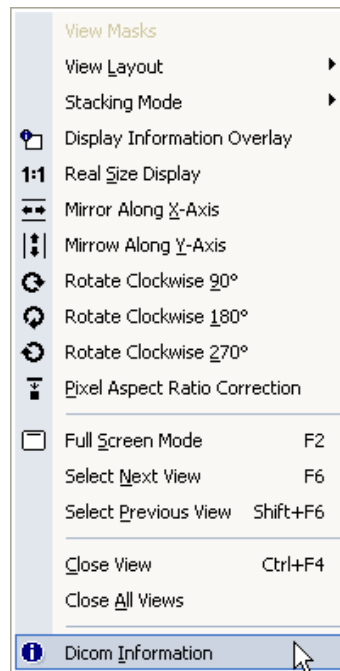 View Masks
View Layout
Stacking Mode
Display Information Overlay
1:1 Real Size Display
Mirror Along X-Axis
Mirrow Along Y-Axis
Rotate Clockwise 90°
Rotate Clockwise 180°
Rotate Clockwise 270°
Pixel Aspect Ratio Correction
Full Screen Mode F2
Select Next View F6
Select Previous View Shift+F6
Close View Ctrl+F4
Close All Views
Dicom Information